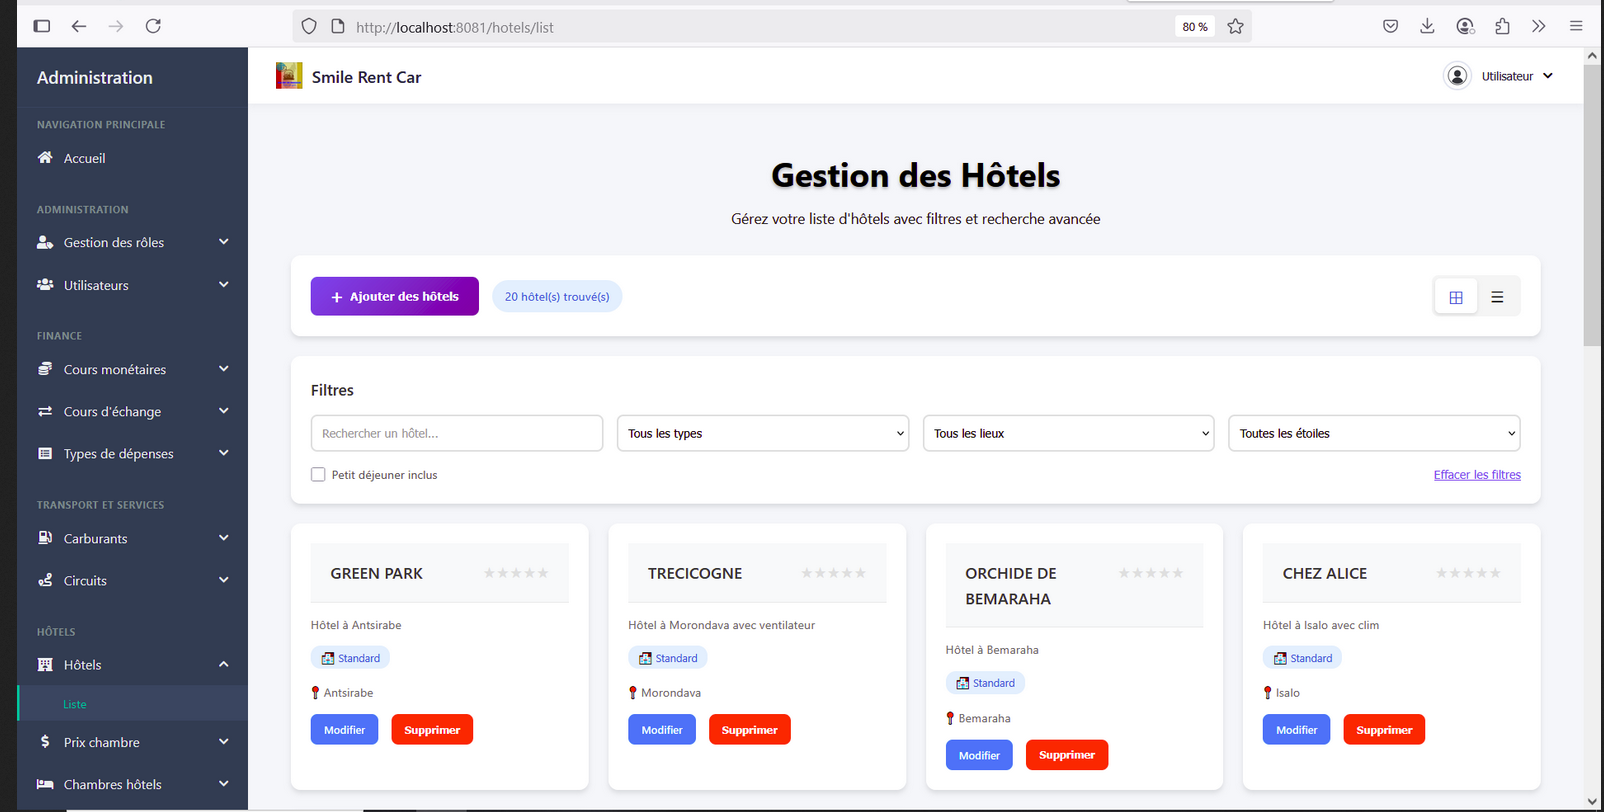 http://localhost:8081/hotels/list
80 %
Administration
NAVIGATION PRINCIPALE
Accueil
ADMINISTRATION
Gestion des rôles
Utilisateurs
FINANCE
Cours monétaires
Cours d'échange
Types de dépenses
TRANSPORT ET SERVICES
Carburants
Circuits
HÔTELS
Hôtels
Liste
Prix chambre
Chambres hôtels
Smile Rent Car
Utilisateur
Gestion des Hôtels
Gérez votre liste d'hôtels avec filtres et recherche avancée
+ Ajouter des hôtels
20 hôtel(s) trouvé(s)
Filtres
Rechercher un hôtel...
Tous les types
Tous les lieux
Toutes les étoiles
Petit déjeuner inclus
Effacer les filtres
GREEN PARK
★★★★★
Hôtel à Antsirabe
Standard
Antsirabe
Modifier
Supprimer
TRECICOGNE
★★★★★
Hôtel à Morondava avec ventilateur
Standard
Morondava
Modifier
Supprimer
ORCHIDE DE
BEMARAHA
★★★★★
Hôtel à Bemaraha
Standard
Bemaraha
Modifier
Supprimer
CHEZ ALICE
★★★★★
Hôtel à Isalo avec clim
Standard
Isalo
Modifier
Supprimer